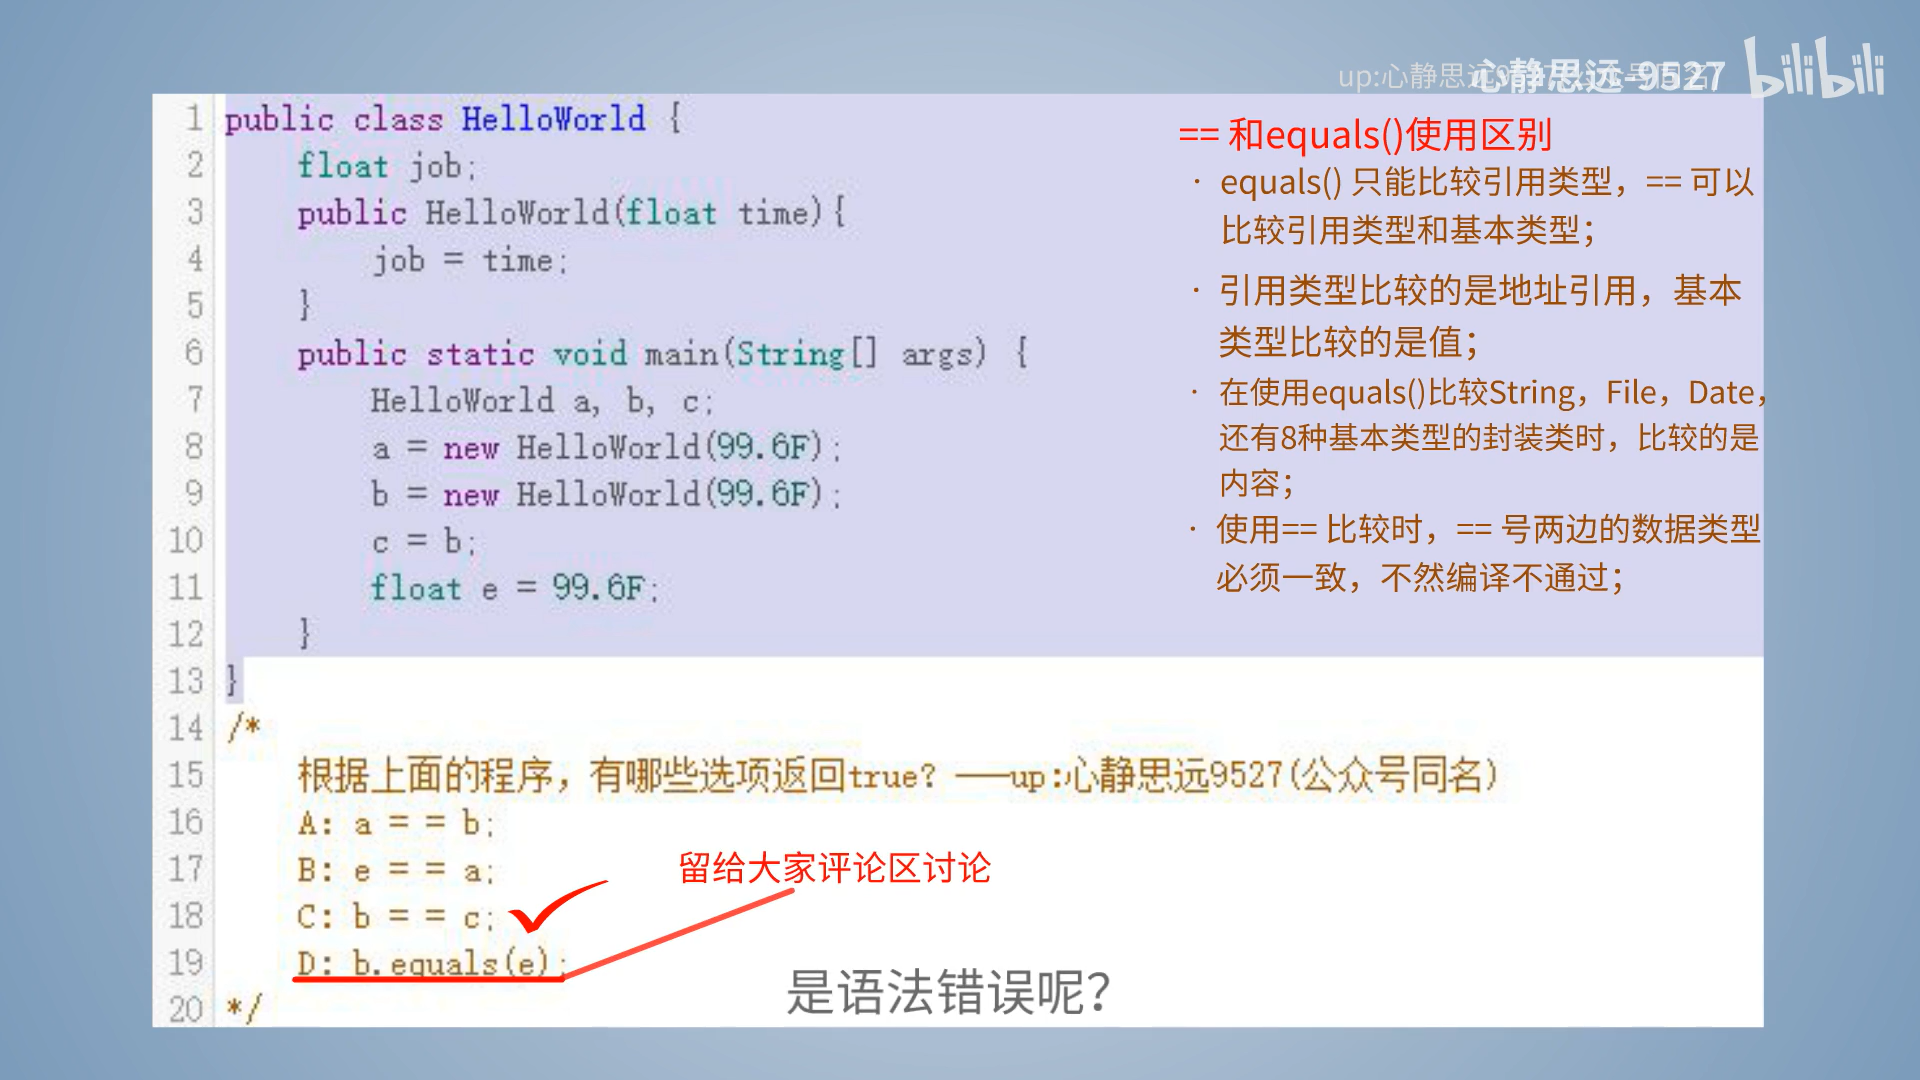 心静思远-9527 bilibili
1 public class HelloWorld {
2 float job;
3 public HelloWorld(float time){
4 job = time;
5 }
6 public static void main(String[] args) {
7 HelloWorld a, b, c;
8 a = new HelloWorld(99.6F);
9 b = new HelloWorld(99.6F);
10 c = b;
11 float e = 99.6F;
12 }
13 }
14 /*
15 根据上面的程序，有哪些选项返回true? ——up:心静思远9527(公众号同名)
16 A: a = = b;
17 B: e = = a;
18 C: b = = c;
19 D: b.equals(e);
20 */
== 和equals()使用区别
· equals() 只能比较引用类型，== 可以
比较引用类型和基本类型；
· 引用类型比较的是地址引用，基本
类型比较的是值；
· 在使用equals()比较String，File，Date，
还有8种基本类型的封装类时，比较的是
内容；
· 使用== 比较时，== 号两边的数据类型
必须一致，不然编译不通过；
留给大家评论区讨论
是语法错误呢？